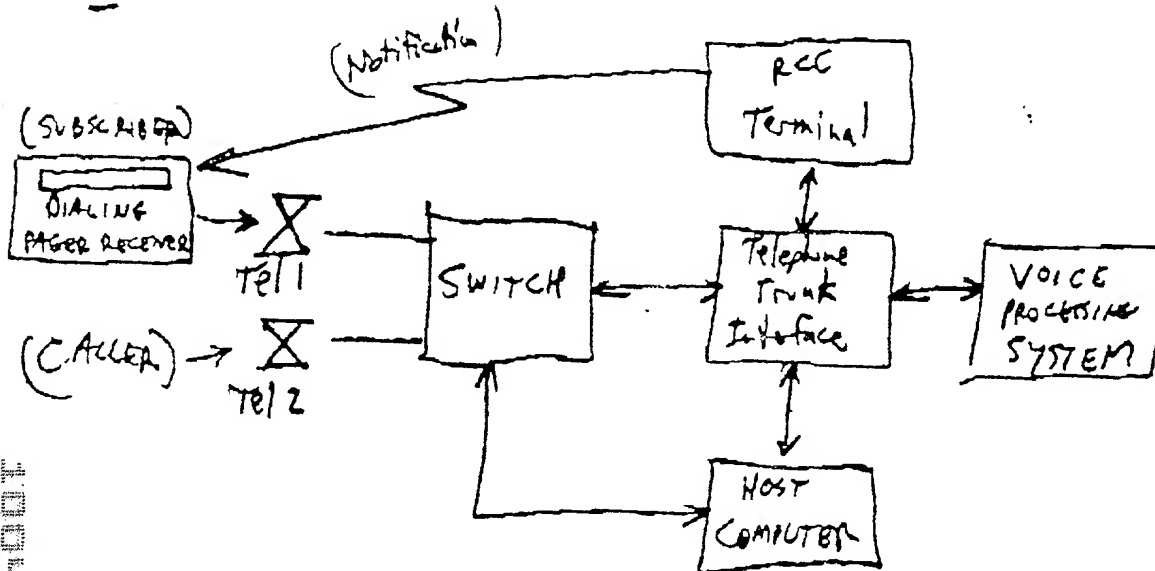 (Notification)
RCC
Terminal
(SUBSCRIBER)
DIALING
PAGER RECEIVER
Tel 1
SWITCH
Telephone
Trunk
Interface
VOICE
PROCESSING
SYSTEM
(CALLER)
Tel 2
HOST
COMPUTER